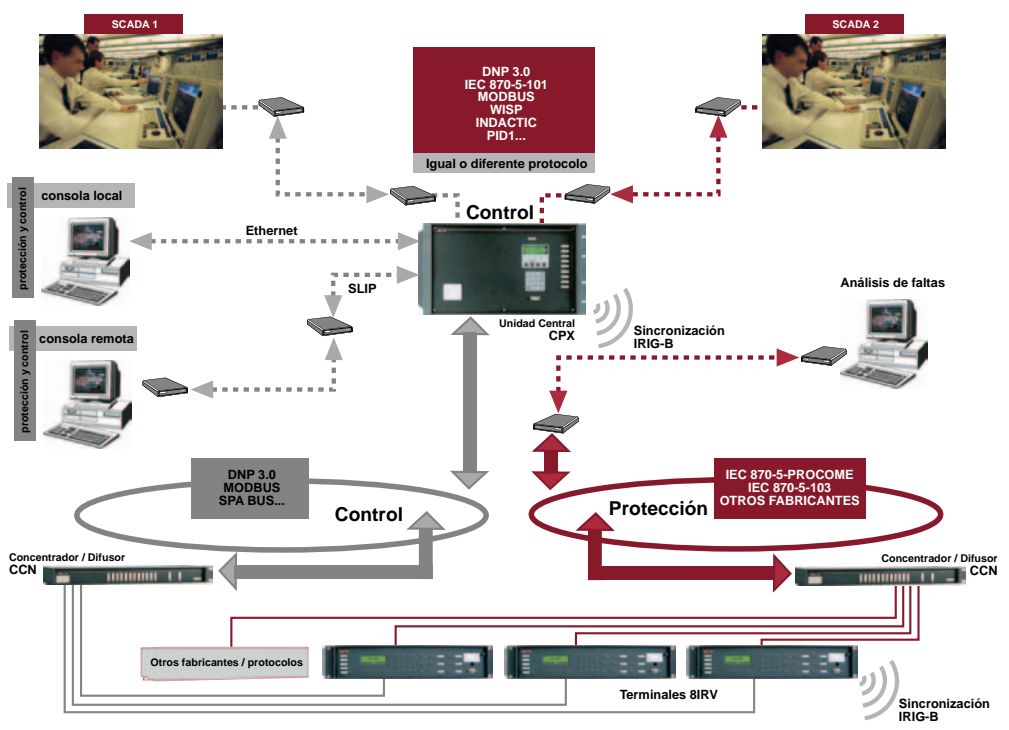 SCADA 1
SCADA 2
DNP 3.0
IEC 870-5-101
MODBUS
WISP
INDACTIC
PID1...
Igual o diferente protocolo
protección y control
consola local
Control
Ethernet
SLIP
Unidad Central
CPX
Sincronización
IRIG-B
Análisis de faltas
protección y control
consola remota
DNP 3.0
MODBUS
SPA BUS...
Control
IEC 870-5-PROCOME
IEC 870-5-103
OTROS FABRICANTES
Protección
Concentrador / Difusor
CCN
Concentrador / Difusor
CCN
Otros fabricantes / protocolos
Terminales 8IRV
Sincronización
IRIG-B